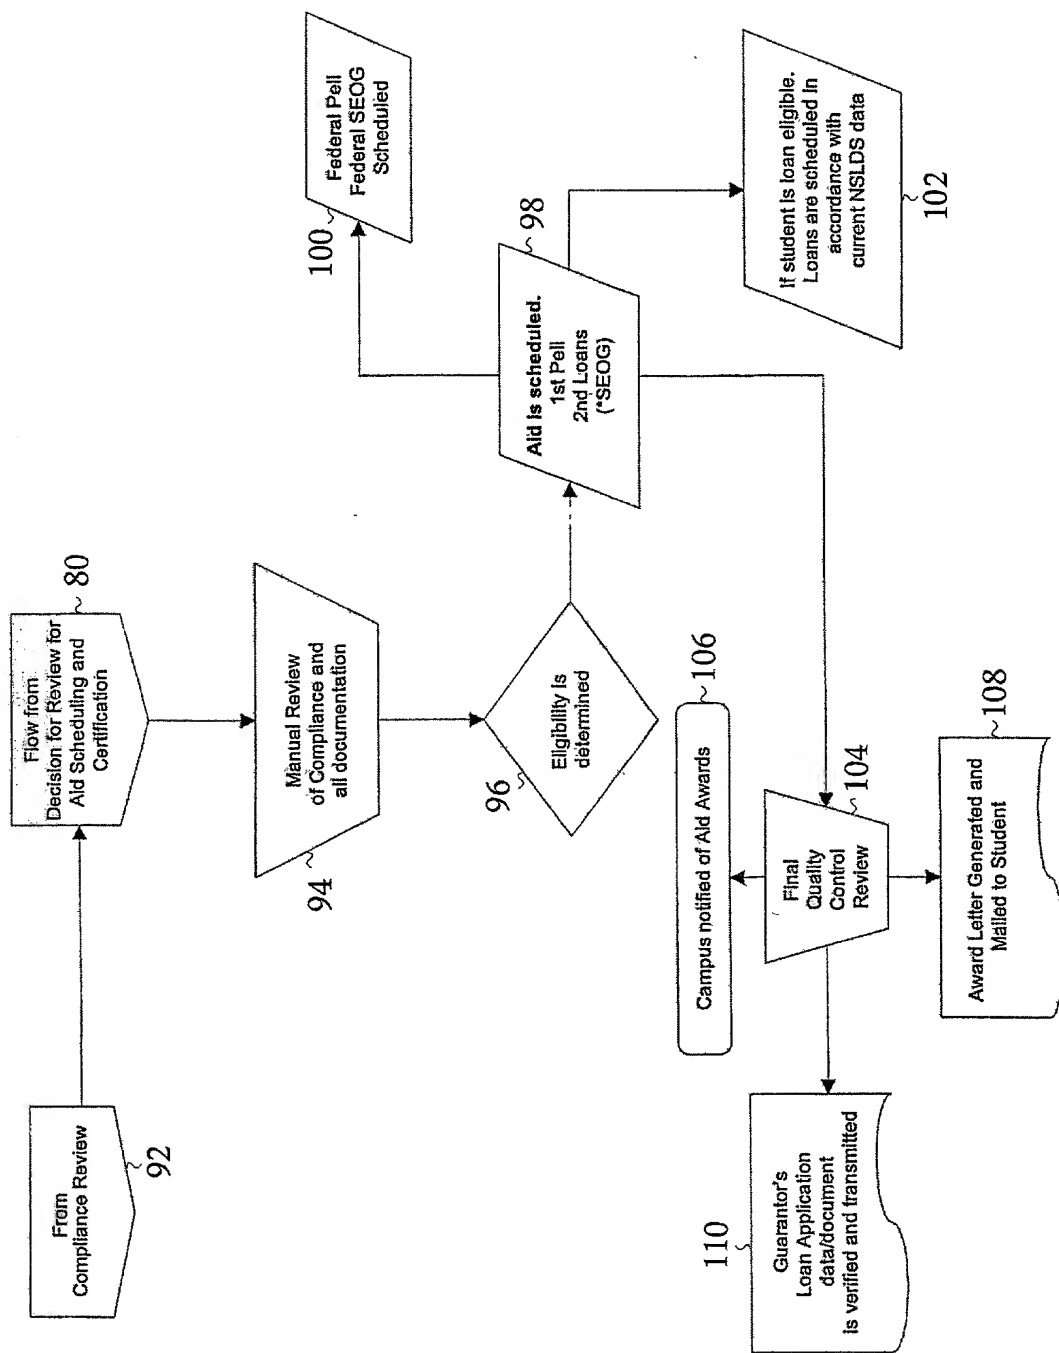 From
Compliance Review
92
Flow from
Decision for Review for
Aid Scheduling and
Certification
80
Manual Review
of Compliance and
all documentation
94
Eligibility is
determined
96
Aid is scheduled.
1st Pell
2nd Loans
(*SEOG)
98
Federal Pell
Federal SEOG
Scheduled
100
If student is loan eligible.
Loans are scheduled in
accordance with
current NSLDS data
102
Final
Quality
Control
Review
104
Campus notified of Aid Awards
106
Award Letter Generated and
Mailed to Student
108
Guarantor's
Loan Application
data/document
is verified and transmitted
110